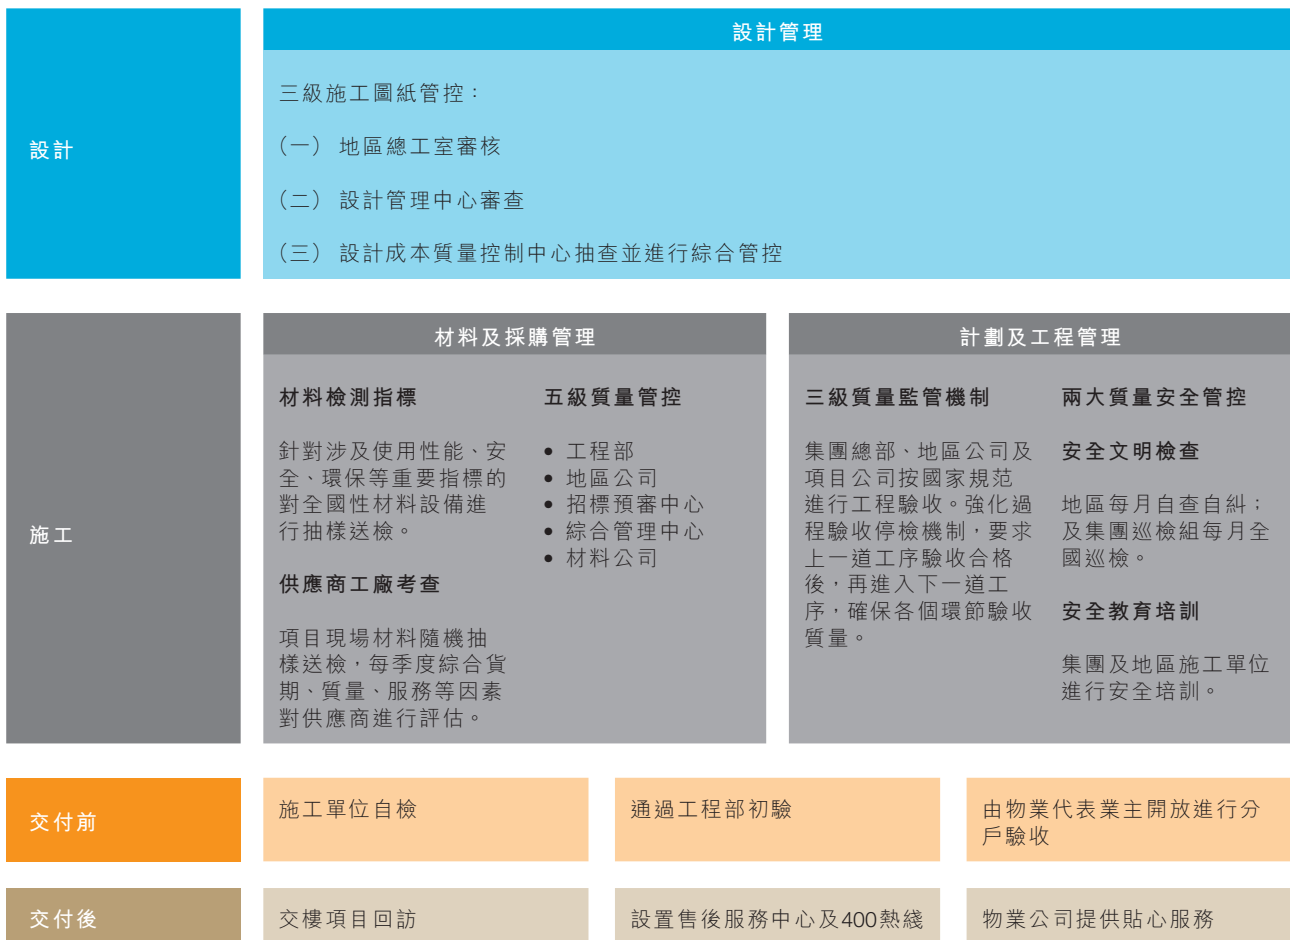 設計
設計管理
三級施工圖紙管控：
（一） 地區總工室審核
（二） 設計管理中心審查
（三） 設計成本質量控制中心抽查並進行綜合管控
施工
材料及採購管理
材料檢測指標
針對涉及使用性能、安
全、環保等重要指標的
對全國性材料設備進
行抽樣送檢。
供應商工廠考查
項目現場材料隨機抽
樣送檢，每季度綜合貨
期、質量、服務等因素
對供應商進行評估。
五級質量管控
• 工程部
• 地區公司
• 招標預審中心
• 綜合管理中心
• 材料公司
計劃及工程管理
三級質量監管機制
集團總部、地區公司及
項目公司按國家規范
進行工程驗收。強化過
程驗收停檢機制，要求
上一道工序驗收合格
後，再進入下一道工
序，確保各個環節驗收
質量。
兩大質量安全管控
安全文明檢查
地區每月自查自糾；
及集團巡檢組每月全
國巡檢。
安全教育培訓
集團及地區施工單位
進行安全培訓。
交付前
施工單位自檢
通過工程部初驗
由物業代表業主開放進行分
戶驗收
交付後
交樓項目回訪
設置售後服務中心及400熱綫
物業公司提供貼心服務